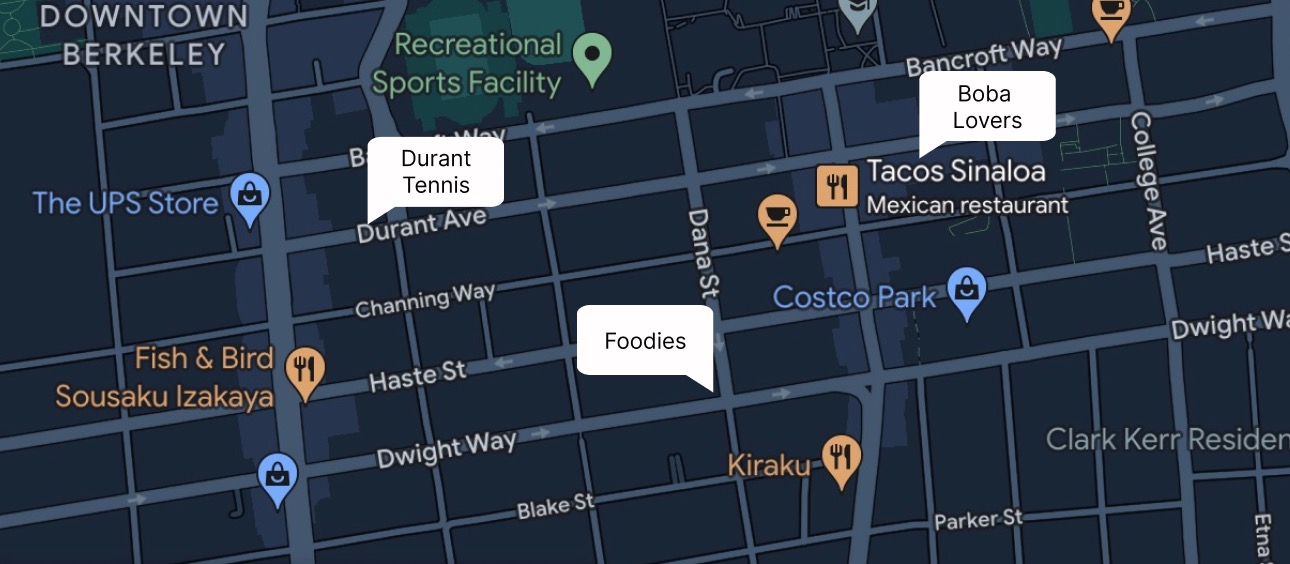 DOWNTOWN
BERKELEY
Recreational
Sports Facility
Bancroft Way
Boba
Lovers
Way
Durant
Tennis
College Ave
The UPS Store
Tacos Sinaloa
Mexican restaurant
Durant Ave
Dana St
Haste S
Channing Way
Costco Park
Foodies
Dwight Wa
Fish & Bird
Sousaku Izakaya
Haste St
Dwight Way
Clark Kerr Residen
Kiraku
Blake St
Parker St
Etna S